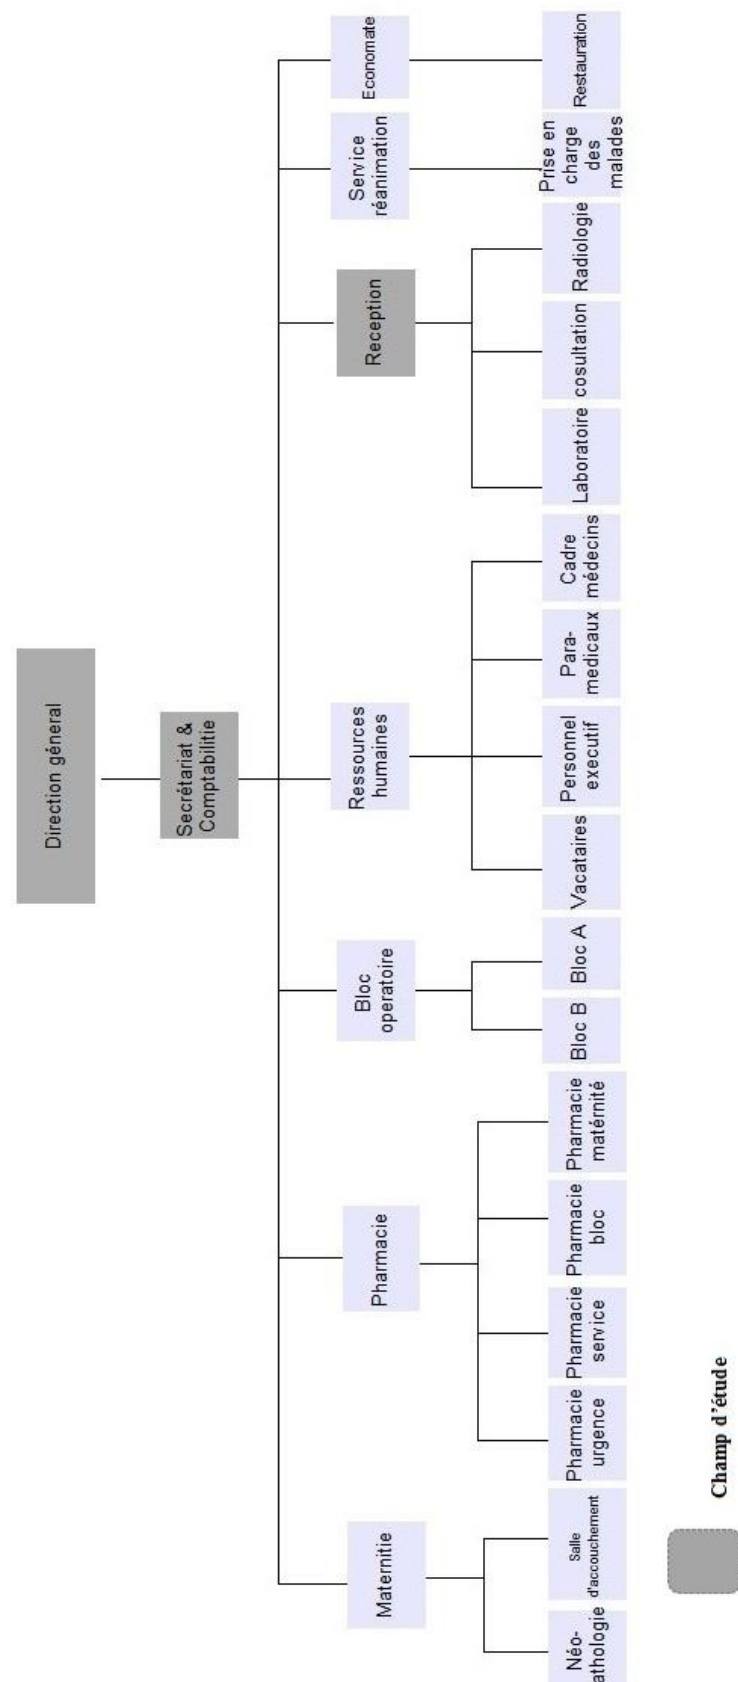 Direction géneral
Secrétariat &
Comptabilitie
Maternitie
Pharmacie
Bloc
operatoire
Ressources
humaines
Reception
Service
réanimation
Economate
Salle
d'accouchement
Pharmacie
urgence
Pharmacie
service
Pharmacie
bloc
Pharmacie
matérnité
Bloc B
Bloc A
Vacataires
Personnel
executif
Para-
medicaux
Cadre
médecins
Laboratoire
cosultation
Radiologie
Prise en
charge
des
malades
Restauration
Néo-
athologie
Champ d'étude